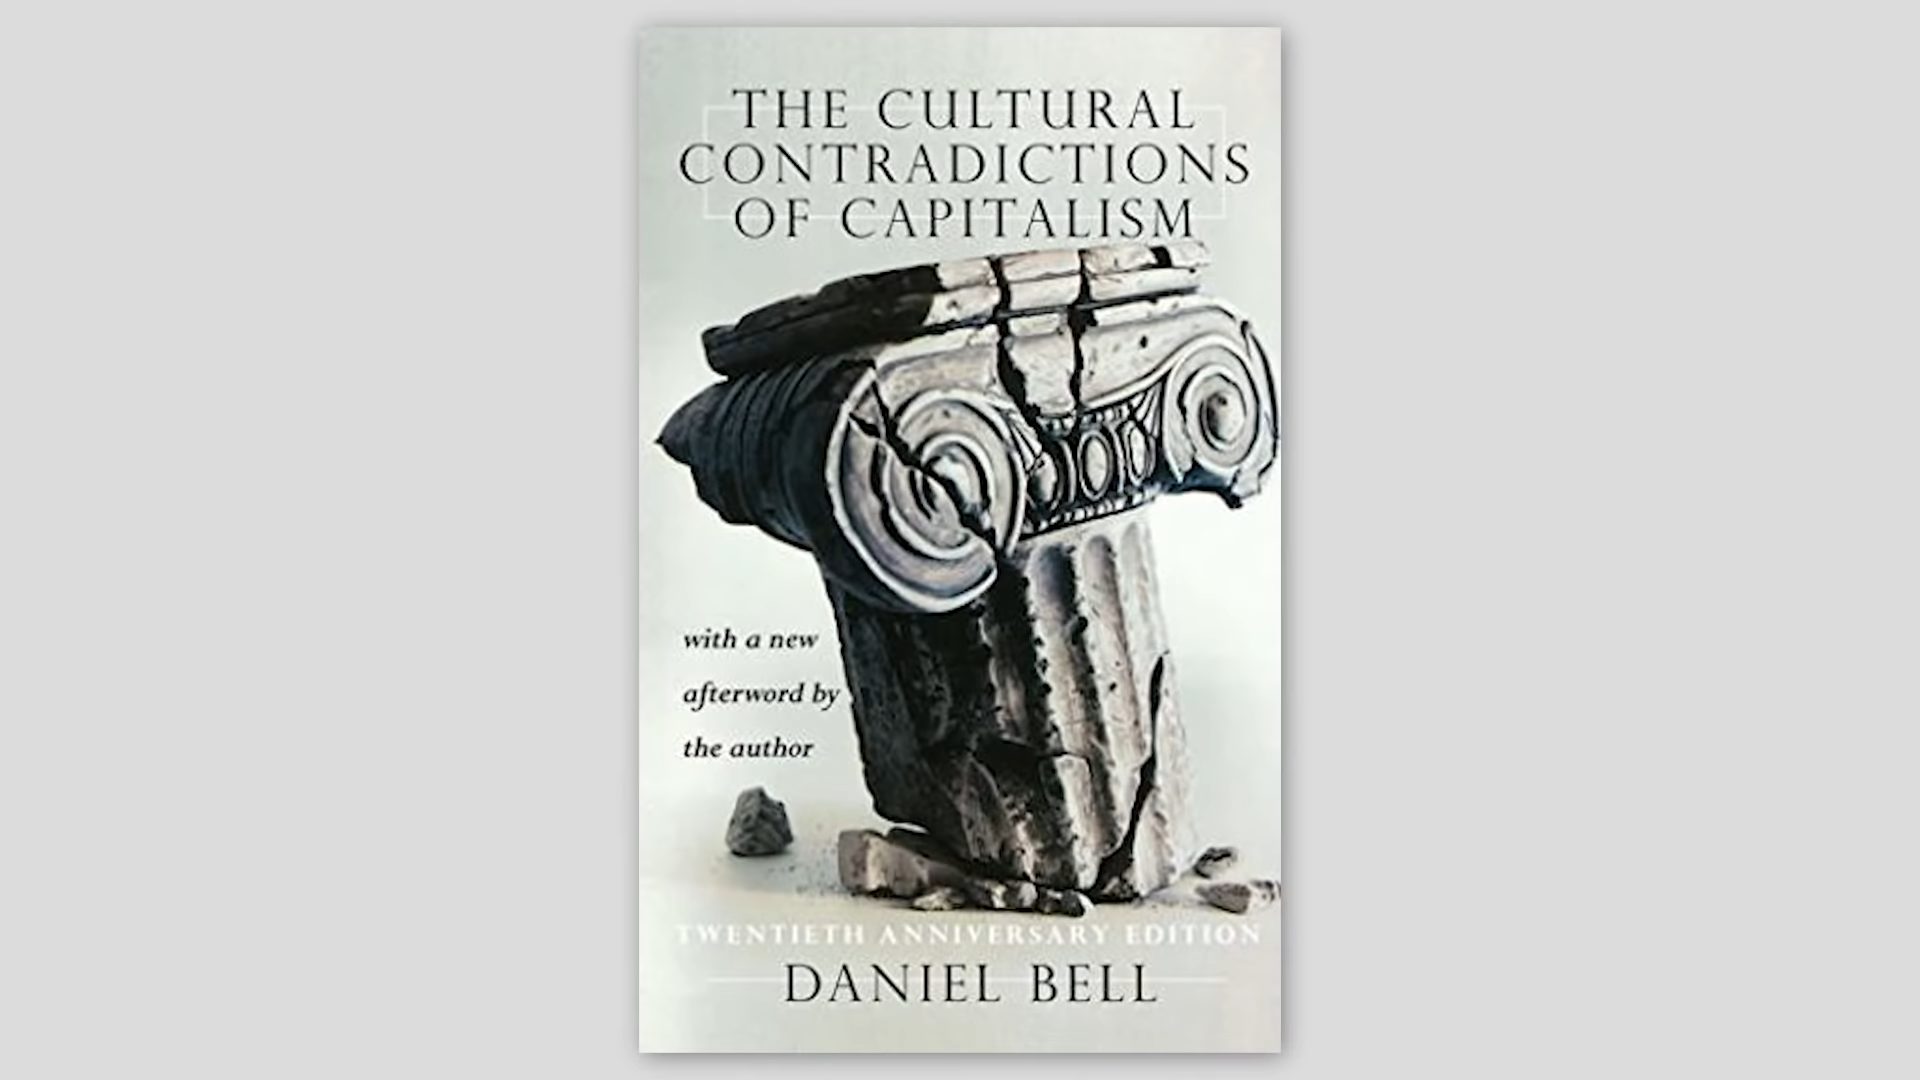 THE CULTURAL
CONTRADICTIONS
OF CAPITALISM
with a new
afterword by
the author
TWENTIETH ANNIVERSARY EDITION
DANIEL BELL